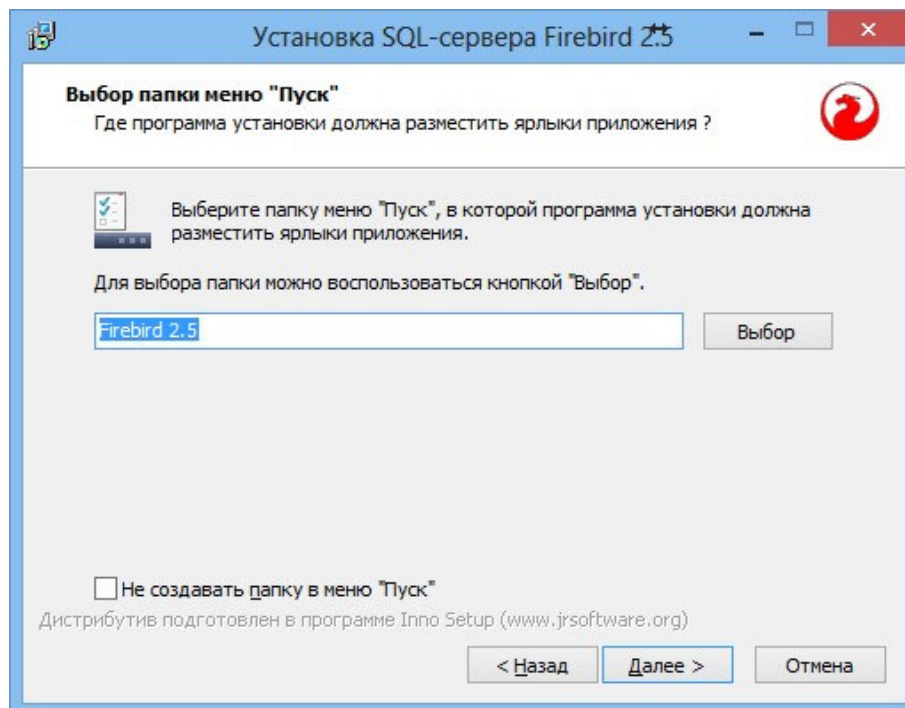 Установка SQL-сервера Firebird 2.5
Выбор папки меню "Пуск"
Где программа установки должна разместить ярлыки приложения ?
Выберите папку меню "Пуск", в которой программа установки должна
разместить ярлыки приложения.
Для выбора папки можно воспользоваться кнопкой "Выбор".
Firebird 2.5
Выбор
Не создавать папку в меню "Пуск"
Дистрибутив подготовлен в программе Inno Setup (www.jrsoftware.org)
< Назад
Далее >
Отмена